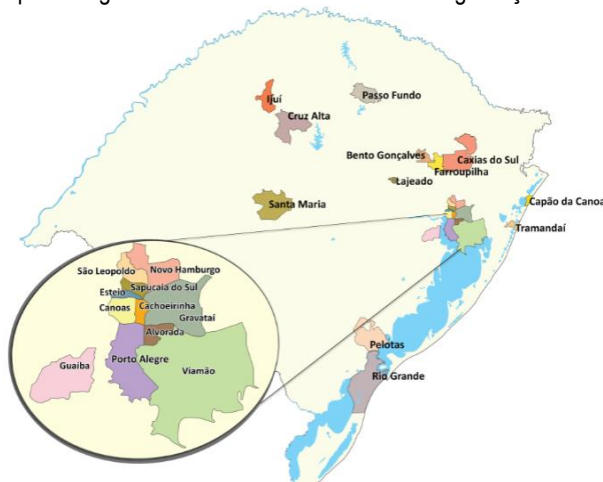 Ijuí
Passo Fundo
Cruz Alta
Bento Gonçalves
Caxias do Sul
Farroupilha
Lajeado
Santa Maria
Capão da Canoa
Tramandaí
São Leopoldo
Novo Hamburgo
Sapucaia do Sul
Esteio
Canoas
Cachoeirinha
Gravataí
Alvorada
Guaíba
Porto Alegre
Viamão
Pelotas
Rio Grande